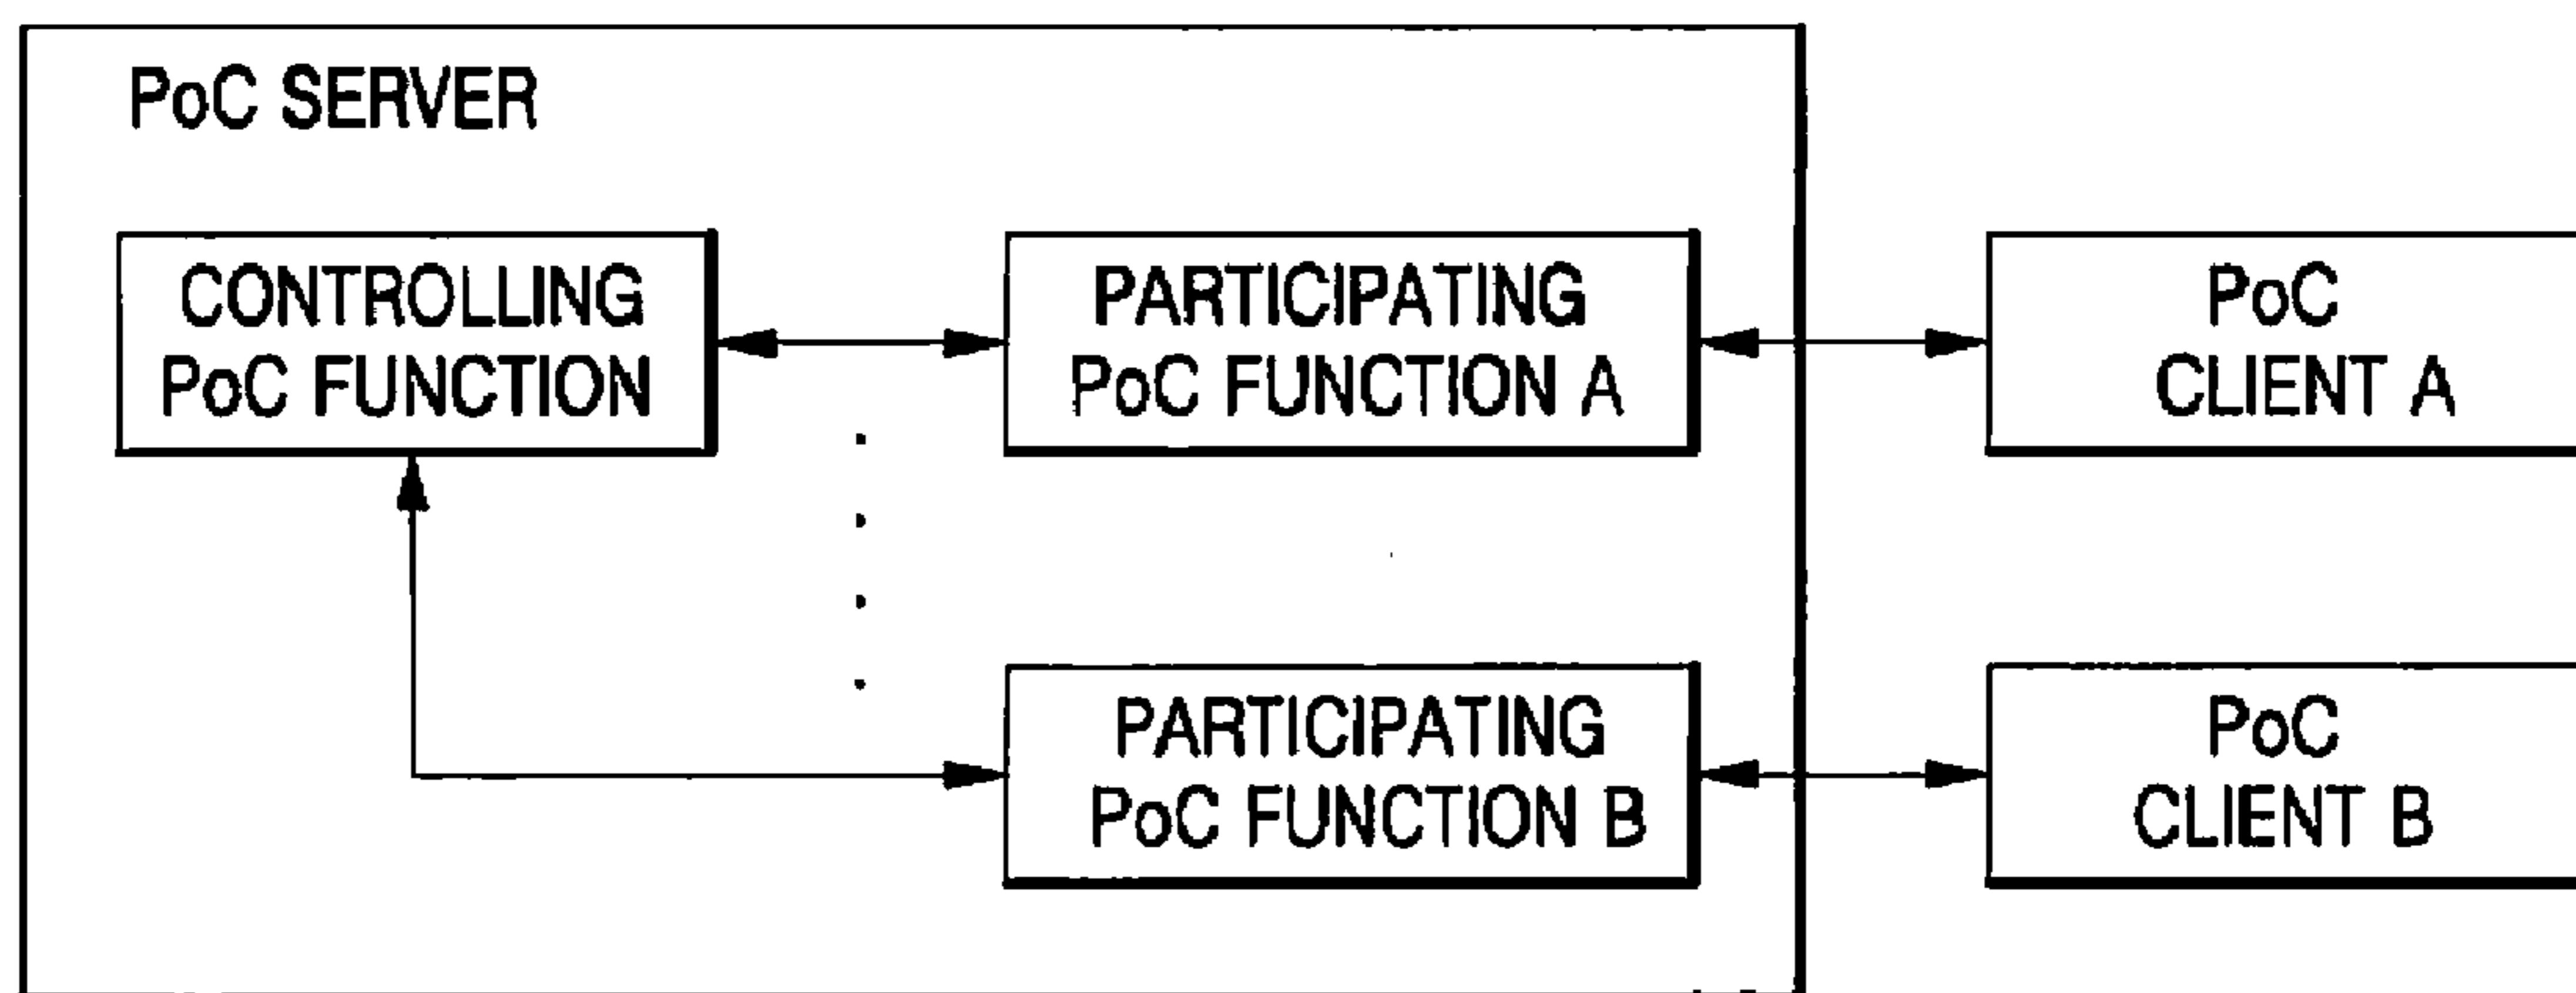 PoC SERVER
CONTROLLING
PoC FUNCTION
PARTICIPATING
PoC FUNCTION A
PoC
CLIENT A
PARTICIPATING
PoC FUNCTION B
PoC
CLIENT B